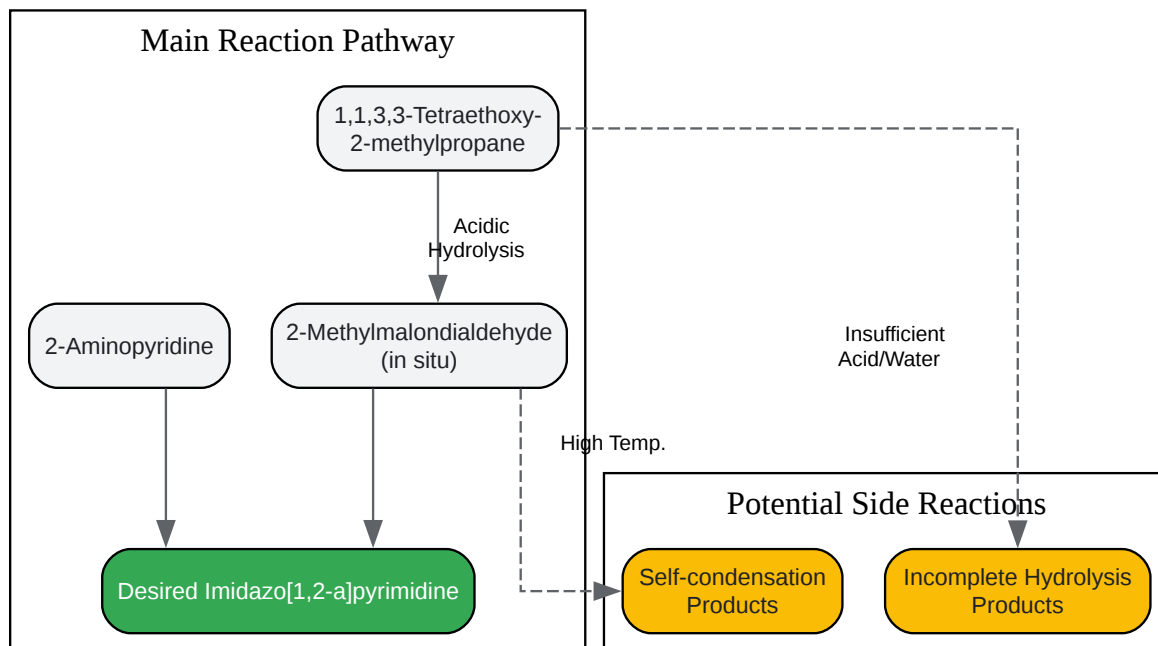 Main Reaction Pathway
1,1,3,3-Tetraethoxy-
2-methylpropane
Acidic
Hydrolysis
2-Aminopyridine
2-Methylmalondialdehyde
(in situ)
Insufficient
Acid/Water
High Temp.
Potential Side Reactions
Desired Imidazo[1,2-a]pyrimidine
Self-condensation
Products
Incomplete Hydrolysis
Products